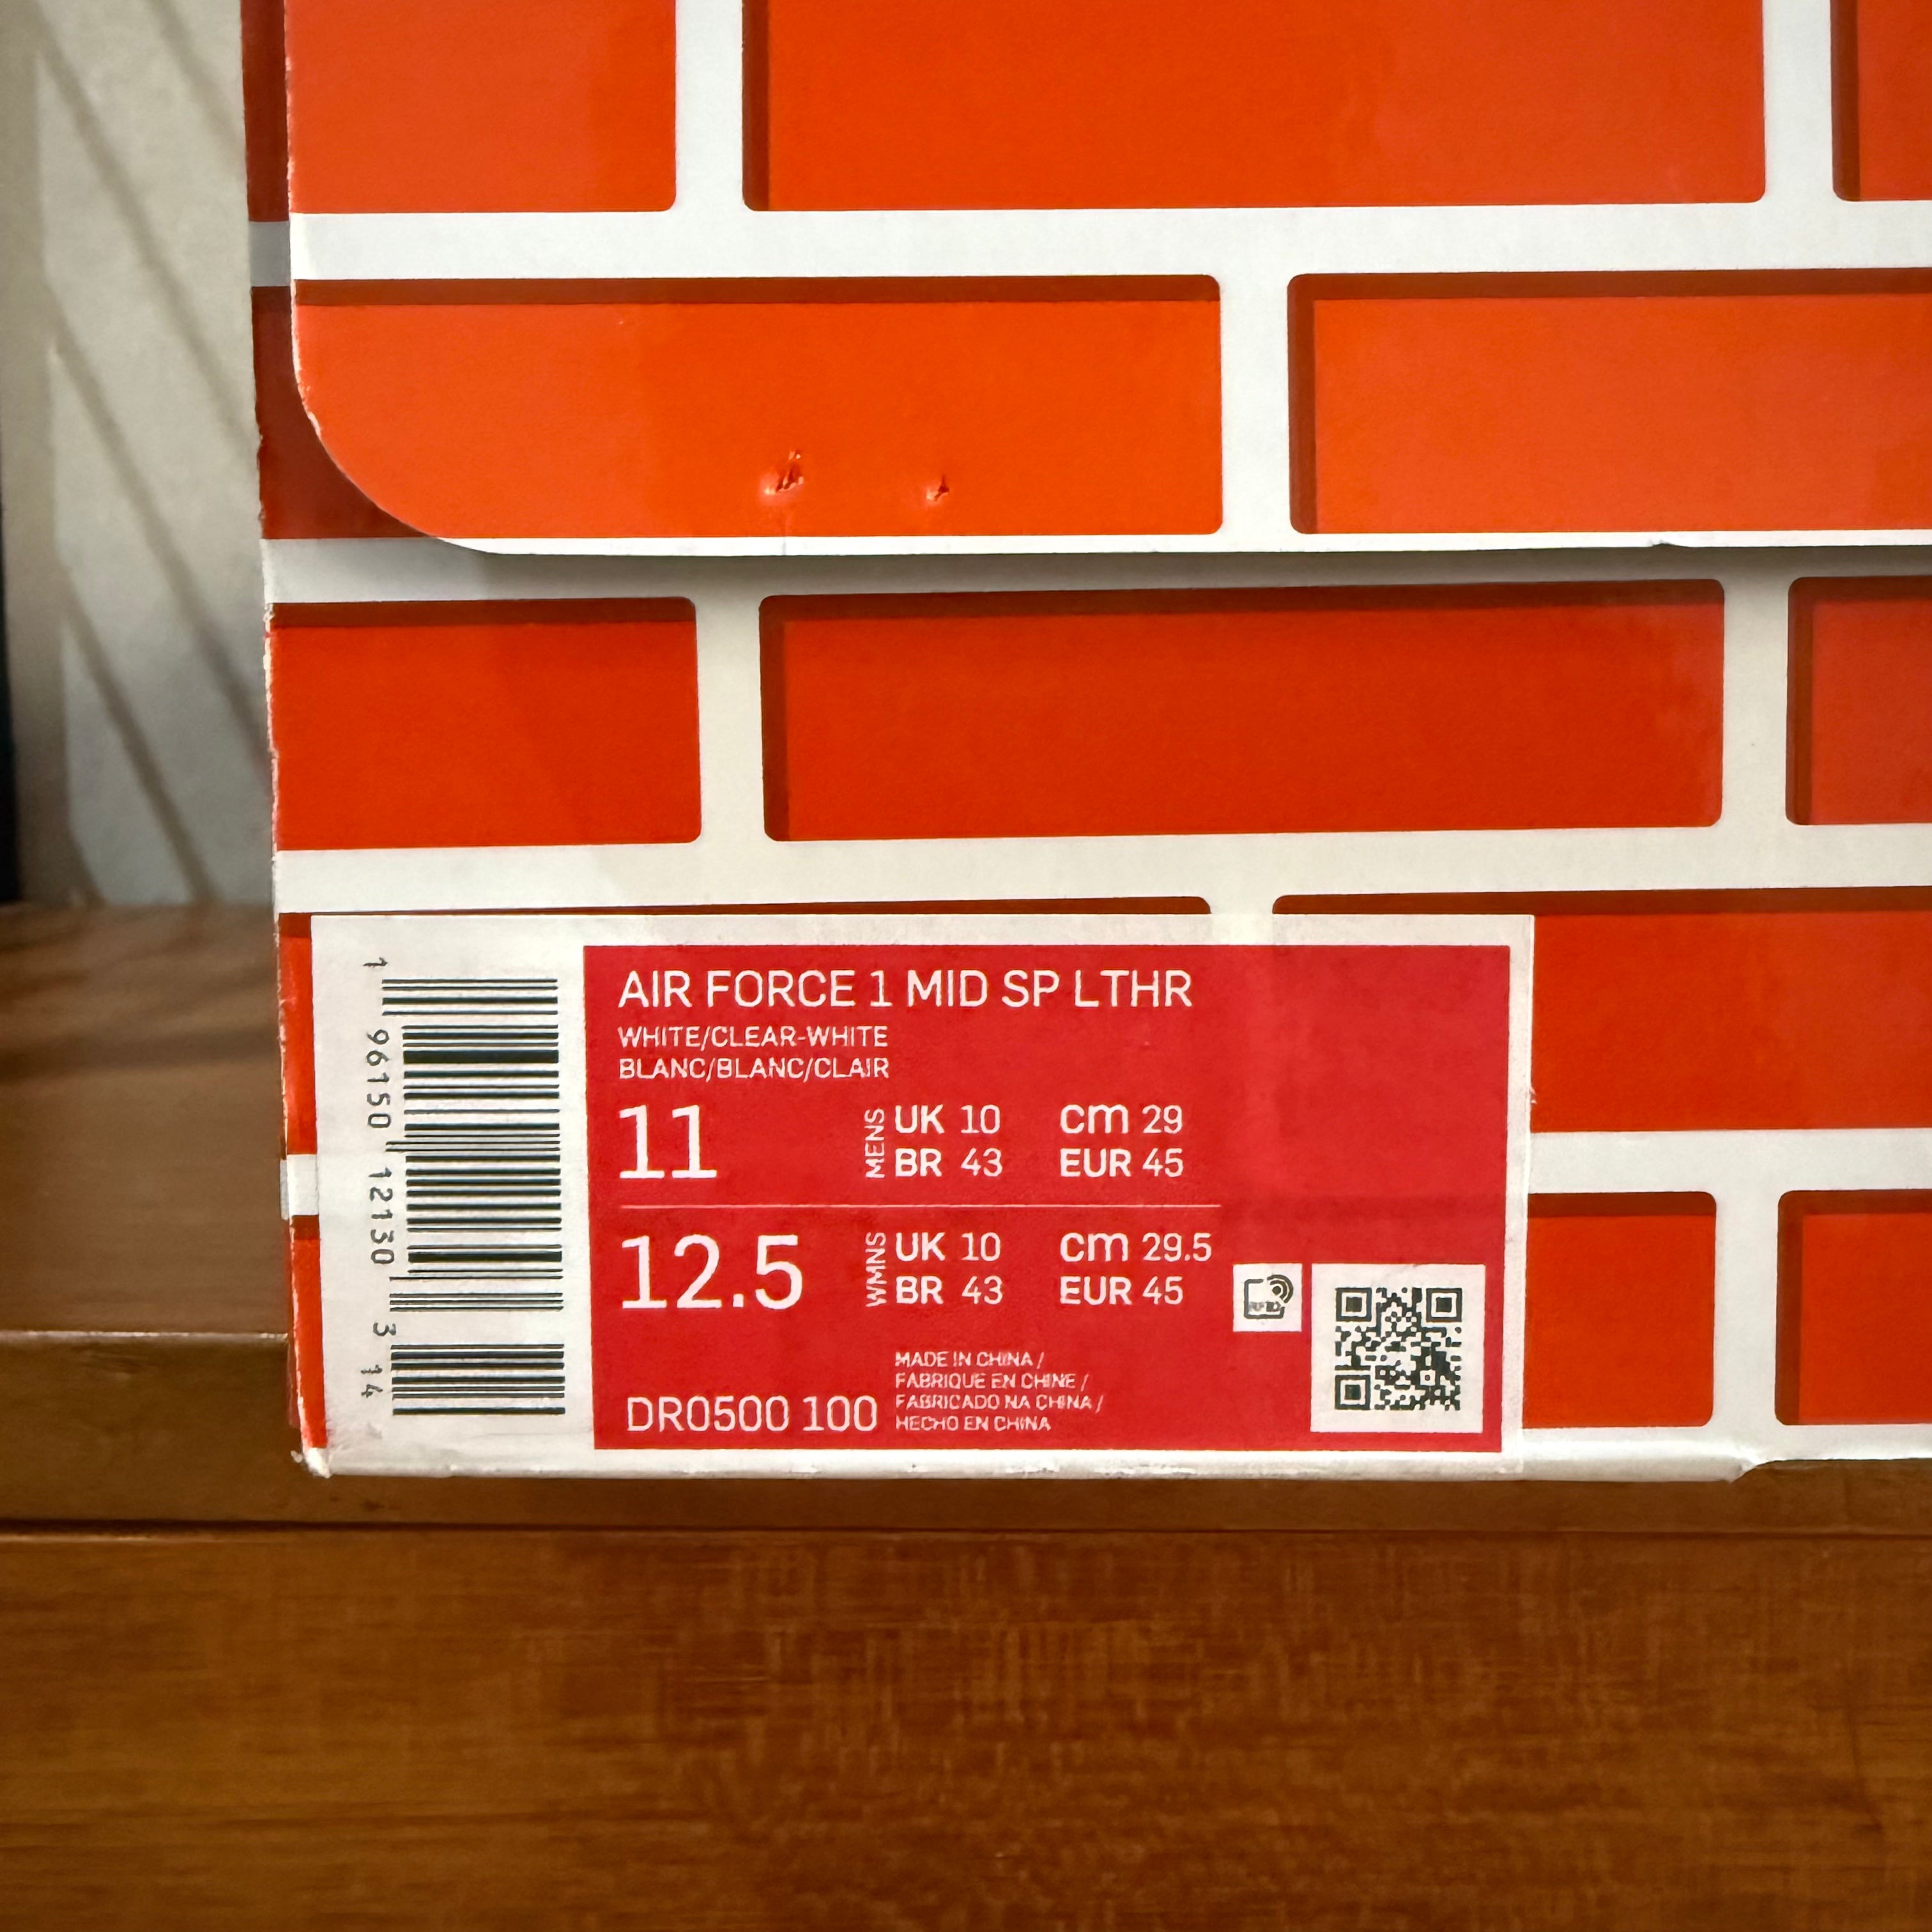 1 96150 12130 3 14
AIR FORCE 1 MID SP LTHR
WHITE/CLEAR-WHITE
BLANC/BLANC/CLAIR
11 MENS UK 10 cm 29
BR 43 EUR 45
12.5 WMNS UK 10 cm 29.5
BR 43 EUR 45
RFID
DR0500 100
MADE IN CHINA /
FABRIQUE EN CHINE /
FABRICADO NA CHINA /
HECHO EN CHINA